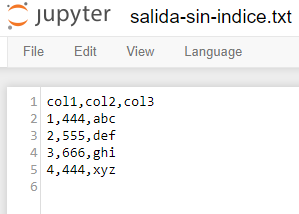 jupyter salida-sin-indice.txt
File Edit View Language
1 col1,col2,col3
2 1,444,abc
3 2,555,def
4 3,666,ghi
5 4,444,xyz
6